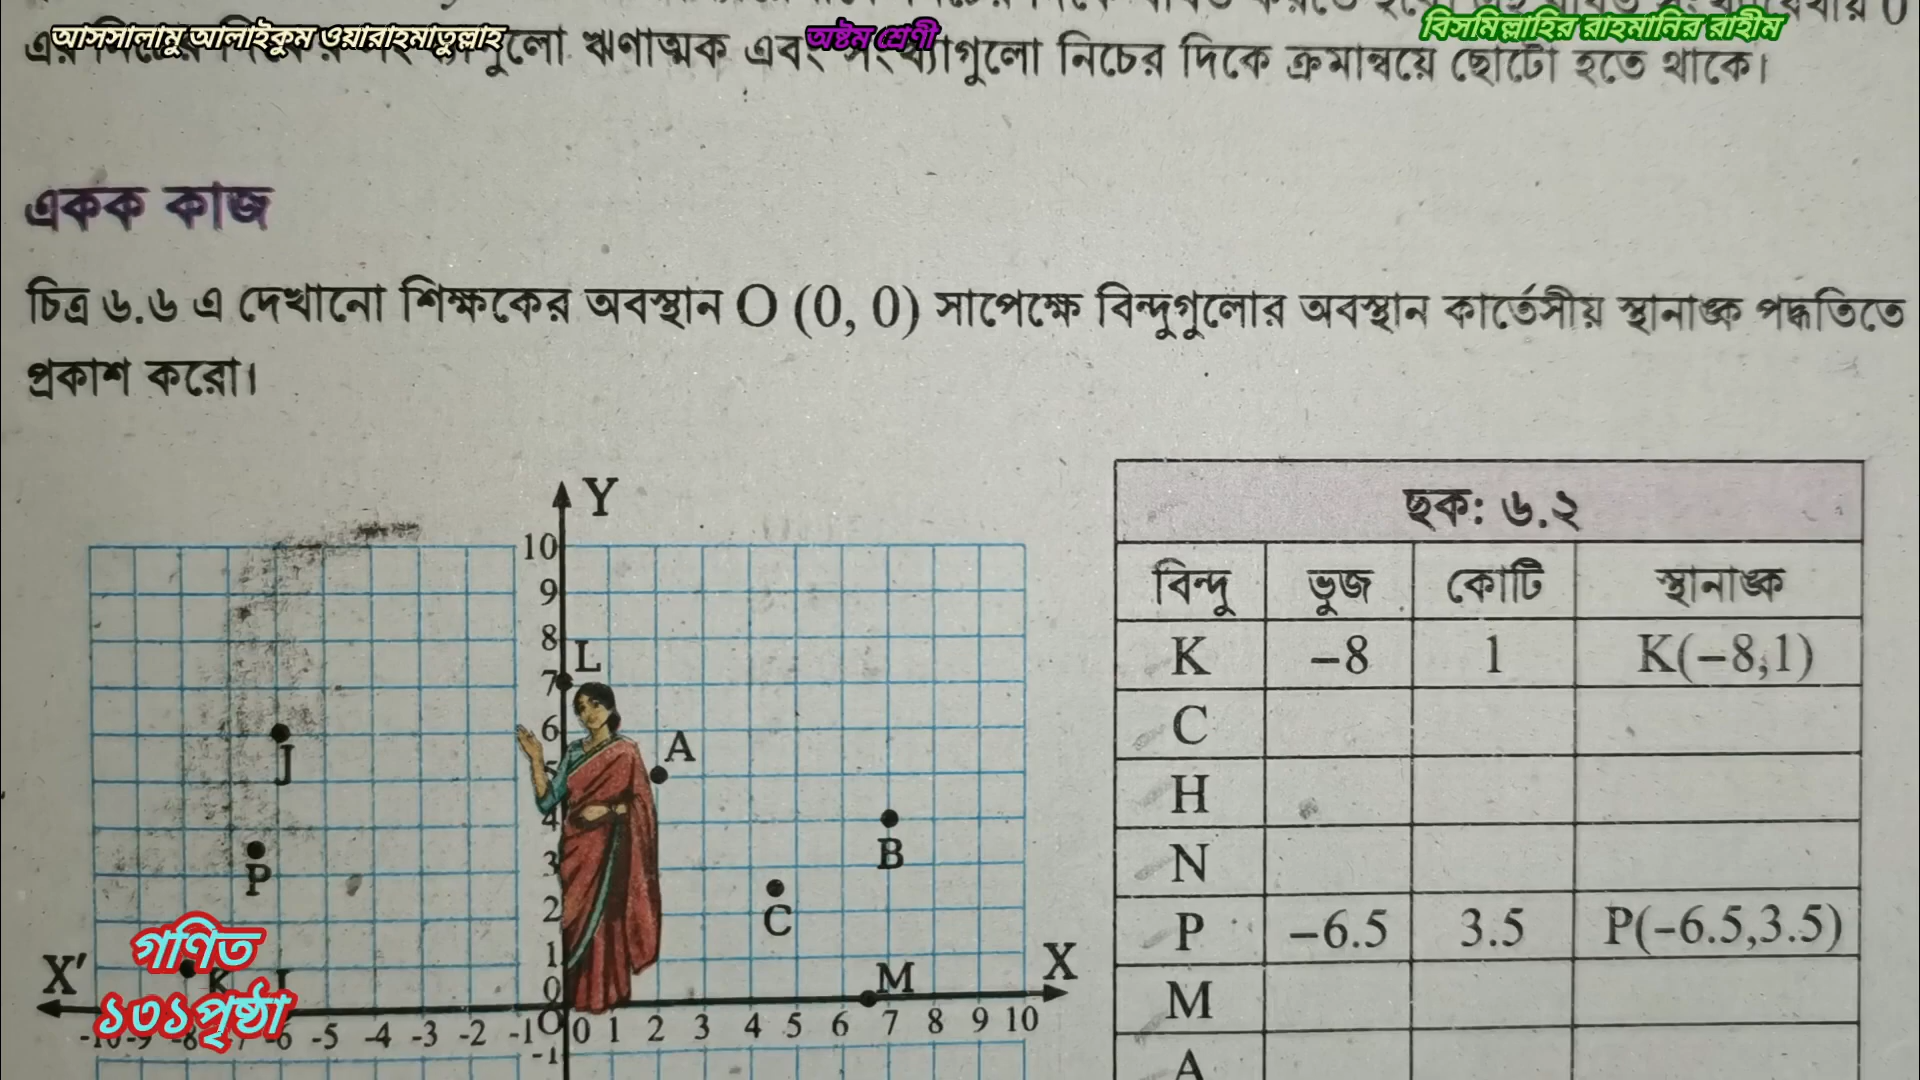 আসসালামু আলাইকুম ওয়ারাহমাতুল্লাহ
অষ্টম শ্রেণী
বিসমিল্লাহির রাহমানির রাহীম
ঋণাত্মক এবং সংখ্যাগুলো নিচের দিকে ক্রমান্বয়ে ছোটো হতে থাকে।
একক কাজ
চিত্র ৬.৬ এ দেখানো শিক্ষকের অবস্থান O (0, 0) সাপেক্ষে বিন্দুগুলোর অবস্থান কার্তেসীয় স্থানাঙ্ক পদ্ধতিতে
প্রকাশ করো।
Y
10
9
8
L
7
6
J
A
5
4
B
3
P
C
2
1
X′
K
M
X
0
O
-5 -4 -3 -2 -1 0 1 2 3 4 5 6 7 8 9 10
-1
গণিত
১৩১পৃষ্ঠা
ছক: ৬.২
বিন্দু ভুজ কোটি স্থানাঙ্ক
K −8 1 K(−8,1)
C
H
N
P −6.5 3.5 P(−6.5,3.5)
M
A